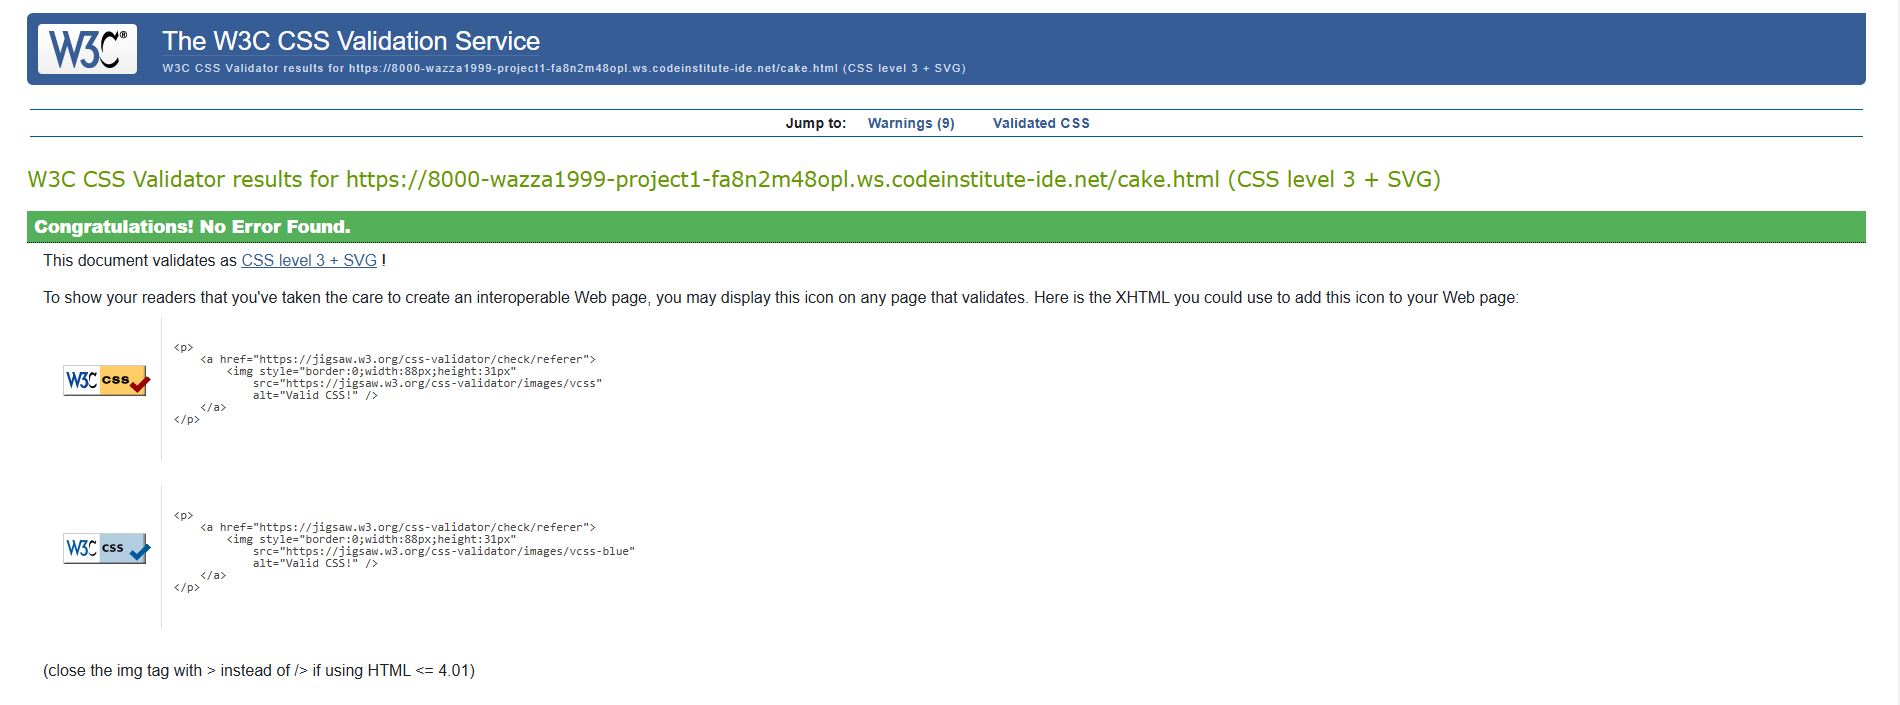 W3C®
The W3C CSS Validation Service
W3C CSS Validator results for https://8000-wazza1999-project1-fa8n2m48opl.ws.codeinstitute-ide.net/cake.html (CSS level 3 + SVG)
Jump to: Warnings (9) Validated CSS
W3C CSS Validator results for https://8000-wazza1999-project1-fa8n2m48opl.ws.codeinstitute-ide.net/cake.html (CSS level 3 + SVG)
Congratulations! No Error Found.
This document validates as CSS level 3 + SVG !
To show your readers that you've taken the care to create an interoperable Web page, you may display this icon on any page that validates. Here is the XHTML you could use to add this icon to your Web page:
W3C css
<p>
<a href="https://jigsaw.w3.org/css-validator/check/referer">
<img style="border:0;width:88px;height:31px"
src="https://jigsaw.w3.org/css-validator/images/vcss"
alt="Valid CSS!" />
</a>
</p>
W3C css
<p>
<a href="https://jigsaw.w3.org/css-validator/check/referer">
<img style="border:0;width:88px;height:31px"
src="https://jigsaw.w3.org/css-validator/images/vcss-blue"
alt="Valid CSS!" />
</a>
</p>
(close the img tag with > instead of /> if using HTML <= 4.01)